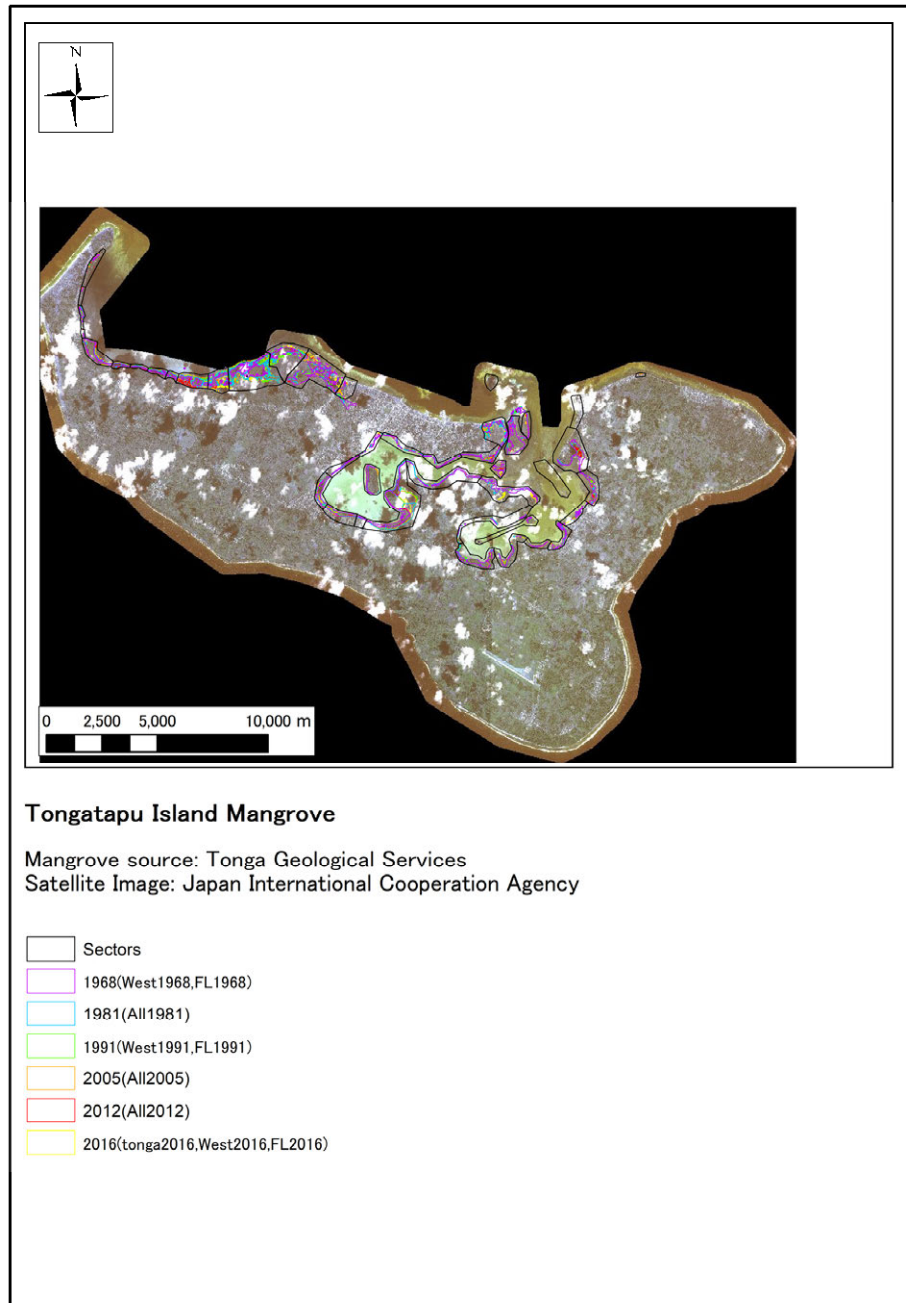 N
0 2,500 5,000 10,000 m
Tongatapu Island Mangrove
Mangrove source: Tonga Geological Services
Satellite Image: Japan International Cooperation Agency
Sectors
1968(West1968,FL1968)
1981(All1981)
1991(West1991,FL1991)
2005(All2005)
2012(All2012)
2016(tonga2016,West2016,FL2016)